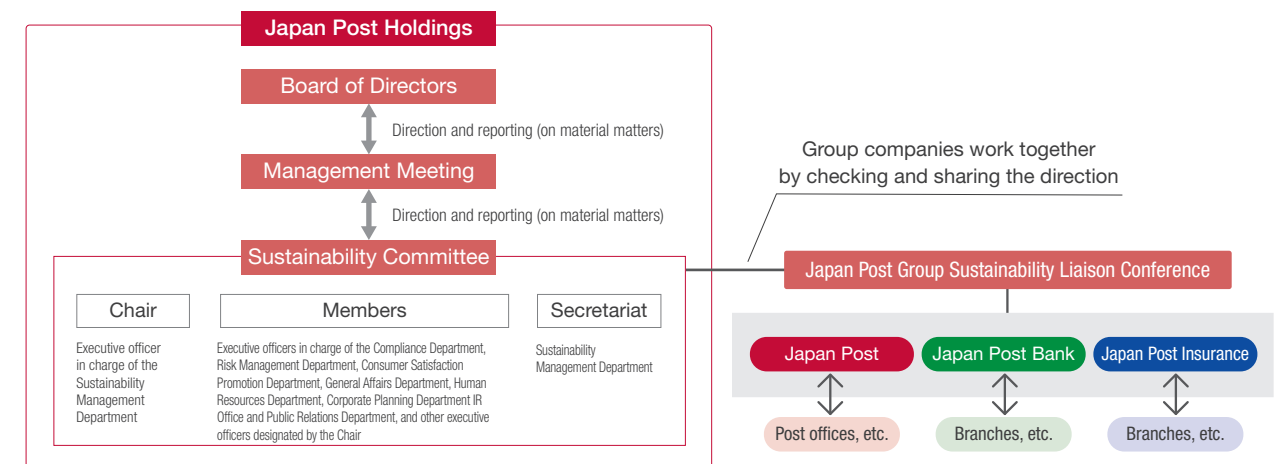 Japan Post Holdings
Board of Directors
Direction and reporting (on material matters)
Management Meeting
Direction and reporting (on material matters)
Sustainability Committee
Chair
Executive officer
in charge of the
Sustainability
Management
Department
Members
Executive officers in charge of the Compliance Department,
Risk Management Department, Consumer Satisfaction
Promotion Department, General Affairs Department, Human
Resources Department, Corporate Planning Department IR
Office and Public Relations Department, and other executive
officers designated by the Chair
Secretariat
Sustainability
Management Department
Group companies work together
by checking and sharing the direction
Japan Post Group Sustainability Liaison Conference
Japan Post
Japan Post Bank
Japan Post Insurance
Post offices, etc.
Branches, etc.
Branches, etc.